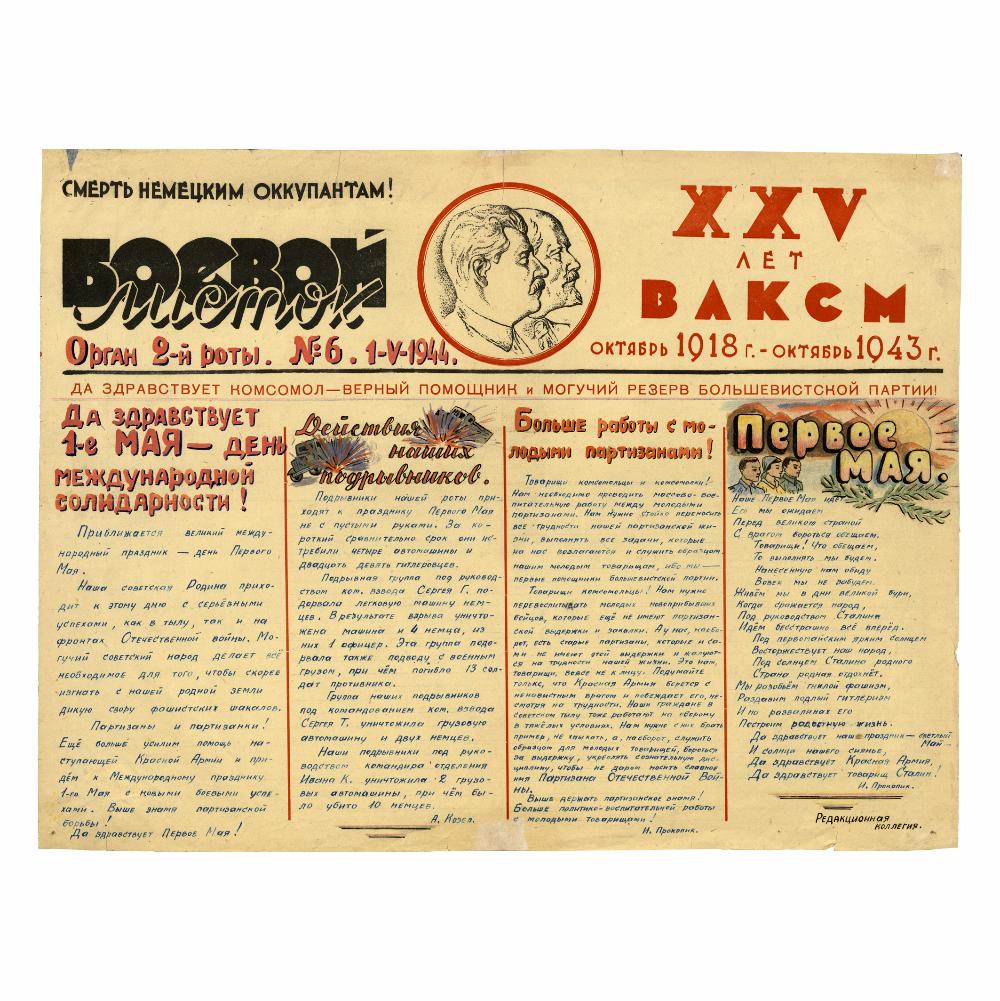 СМЕРТЬ НЕМЕЦКИМ ОККУПАНТАМ!
БОЕВОЙ
листок
Орган 2-й роты. №6. 1-V-1944.
XXV
ЛЕТ
ВЛКСМ
ОКТЯБРЬ 1918 г.-ОКТЯБРЬ 1943 г.
ДА ЗДРАВСТВУЕТ КОМСОМОЛ—ВЕРНЫЙ ПОМОЩНИК и МОГУЧИЙ РЕЗЕРВ БОЛЬШЕВИСТСКОЙ ПАРТИИ!
Да здравствует
1-е МАЯ— день
международной
солидарности!
Приближается великий между-
народный праздник — день Первого
Мая.
Наша советская Родина прихо-
дит к этому дню с серьёзными
успехами, как в тылу, так и на
фронтах Отечественной войны. Мо-
гучий советский народ делает всё
необходимое для того, чтобы скорее
изгнать с нашей родной земли
дикую свору фашистских шакалов.
Партизаны и партизанки!
Ещё больше усилим помощь на-
ступающей Красной Армии и при-
дём к Международному празднику
1-го Мая с новыми боевыми успе-
хами. Выше знамя партизанской
борьбы!
Да здравствует Первое Мая!
Действия
наших
подрывников.
Подрывники нашей роты при-
ходят к празднику Первого Мая
не с пустыми руками. За ко-
роткий сравнительно срок они ис-
требили четыре автомашины и
двадцать девять гитлеровцев.
Подрывная группа под руковод-
ством ком. взвода Сергея Г. по-
дорвала легковую машину нем-
цев. В результате взрыва уничто-
жена машина и 4 немца, из
них 1 офицер. Эта группа подо-
рвала также подводу с военным
грузом, при чём погибло 13 сол-
дат противника.
Группа наших подрывников
под командованием ком. взвода
Сергея Т. уничтожила грузовую
автомашину и двух немцев.
Наши подрывники под руко-
водством командира отделения
Ивана К. уничтожила 2 грузо-
вых автомашины, при чём бы-
ло убито 10 немцев.
А. Козел.
Больше работы с мо-
лодыми партизанами!
Товарищи комсомольцы и комсомолки!
Нам необходимо проводить массово-вос-
питательную работу между молодыми
партизанами. Нам нужно стойко переносить
все трудности нашей партизанской жи-
зни, выполнять все задачи, которые
на нас возлагаются и служить образцом
нашим молодым товарищам, ибо мы —
первые помощники большевистской партии.
Товарищи комсомольцы! Нам нужно
перевоспитывать молодых новоприбывших
бойцов, которые ещё не имеют партизан-
ской выдержки и закалки. А у нас, наобо-
рот, есть старые партизаны, которые и са-
ми не имеют этой выдержки и жалуют-
ся на трудности нашей жизни. Это нам,
товарищи, вовсе не к лицу. Подумайте
только, что Красная Армия борется с
ненавистным врагом и побеждает его, не-
смотря на трудности. Наши граждане в
Советском тылу тоже работают на оборону
в тяжёлых условиях. Нам нужно с них брать
пример, не хныкать, а, наоборот, служить
образцом для молодых товарищей, бороться
за выдержку, укреплять сознательную дис-
циплину, чтобы не даром носить славное
имя Партизана Отечественной Вой-
ны.
Выше держать партизанское знамя!
Больше политико-воспитательной работы
с молодыми товарищами!
И. Прокопик.
Первое
МАЯ.
Наше Первое Мая идёт
Его мы ожидаем
Перед великою страной
С врагом бороться обещаем,
Товарищи! Что обещаем,
То выполнять мы будем.
Нанесенную нам обиду
Вовек мы не забудем.
Живём мы в дни великой бури,
Когда сражается народ,
Под руководством Сталина
Идём бесстрашно всё вперёд.
Под первомайским ярким солнцем
Восторжествует наш народ,
Под солнцем Сталина родного
Страна родная отдохнёт.
Мы разобьём гнилой фашизм,
Раздавим подлый гитлеризм
И на развалинах его
Построим радостную жизнь.
Да здравствует наш праздник— светлый
Май—
И солнца нашего сиянье,
Да здравствует Красная Армия,
Да здравствует товарищ Сталин!
И. Прокопик.
Редакционная
коллегия.